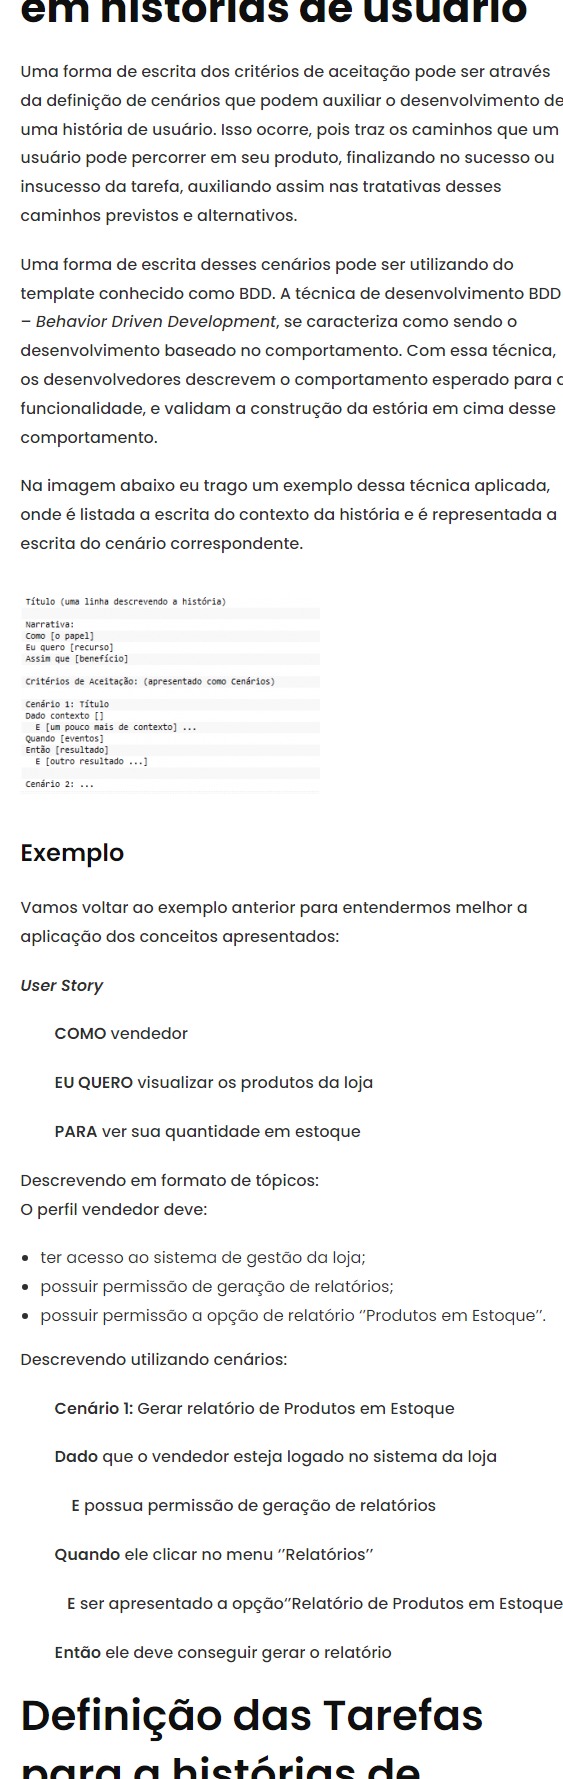 em histórias de usuário
Uma forma de escrita dos critérios de aceitação pode ser através
da definição de cenários que podem auxiliar o desenvolvimento de
uma história de usuário. Isso ocorre, pois traz os caminhos que um
usuário pode percorrer em seu produto, finalizando no sucesso ou
insucesso da tarefa, auxiliando assim nas tratativas desses
caminhos previstos e alternativos.
Uma forma de escrita desses cenários pode ser utilizando do
template conhecido como BDD. A técnica de desenvolvimento BDD
– Behavior Driven Development, se caracteriza como sendo o
desenvolvimento baseado no comportamento. Com essa técnica,
os desenvolvedores descrevem o comportamento esperado para a
funcionalidade, e validam a construção da estória em cima desse
comportamento.
Na imagem abaixo eu trago um exemplo dessa técnica aplicada,
onde é listada a escrita do contexto da história e é representada a
escrita do cenário correspondente.
Título (uma linha descrevendo a história)
Narrativa:
Como [o papel]
Eu quero [recurso]
Assim que [benefício]
Critérios de Aceitação: (apresentado como Cenários)
Cenário 1: Título
Dado contexto []
E [um pouco mais de contexto] ...
Quando [eventos]
Então [resultado]
E [outro resultado ...]
Cenário 2: ...
Exemplo
Vamos voltar ao exemplo anterior para entendermos melhor a
aplicação dos conceitos apresentados:
User Story
COMO vendedor
EU QUERO visualizar os produtos da loja
PARA ver sua quantidade em estoque
Descrevendo em formato de tópicos:
O perfil vendedor deve:
• ter acesso ao sistema de gestão da loja;
• possuir permissão de geração de relatórios;
• possuir permissão a opção de relatório ‘’Produtos em Estoque’’.
Descrevendo utilizando cenários:
Cenário 1: Gerar relatório de Produtos em Estoque
Dado que o vendedor esteja logado no sistema da loja
E possua permissão de geração de relatórios
Quando ele clicar no menu ‘’Relatórios’’
E ser apresentado a opção‘’Relatório de Produtos em Estoque
Então ele deve conseguir gerar o relatório
Definição das Tarefas
para a histórias de